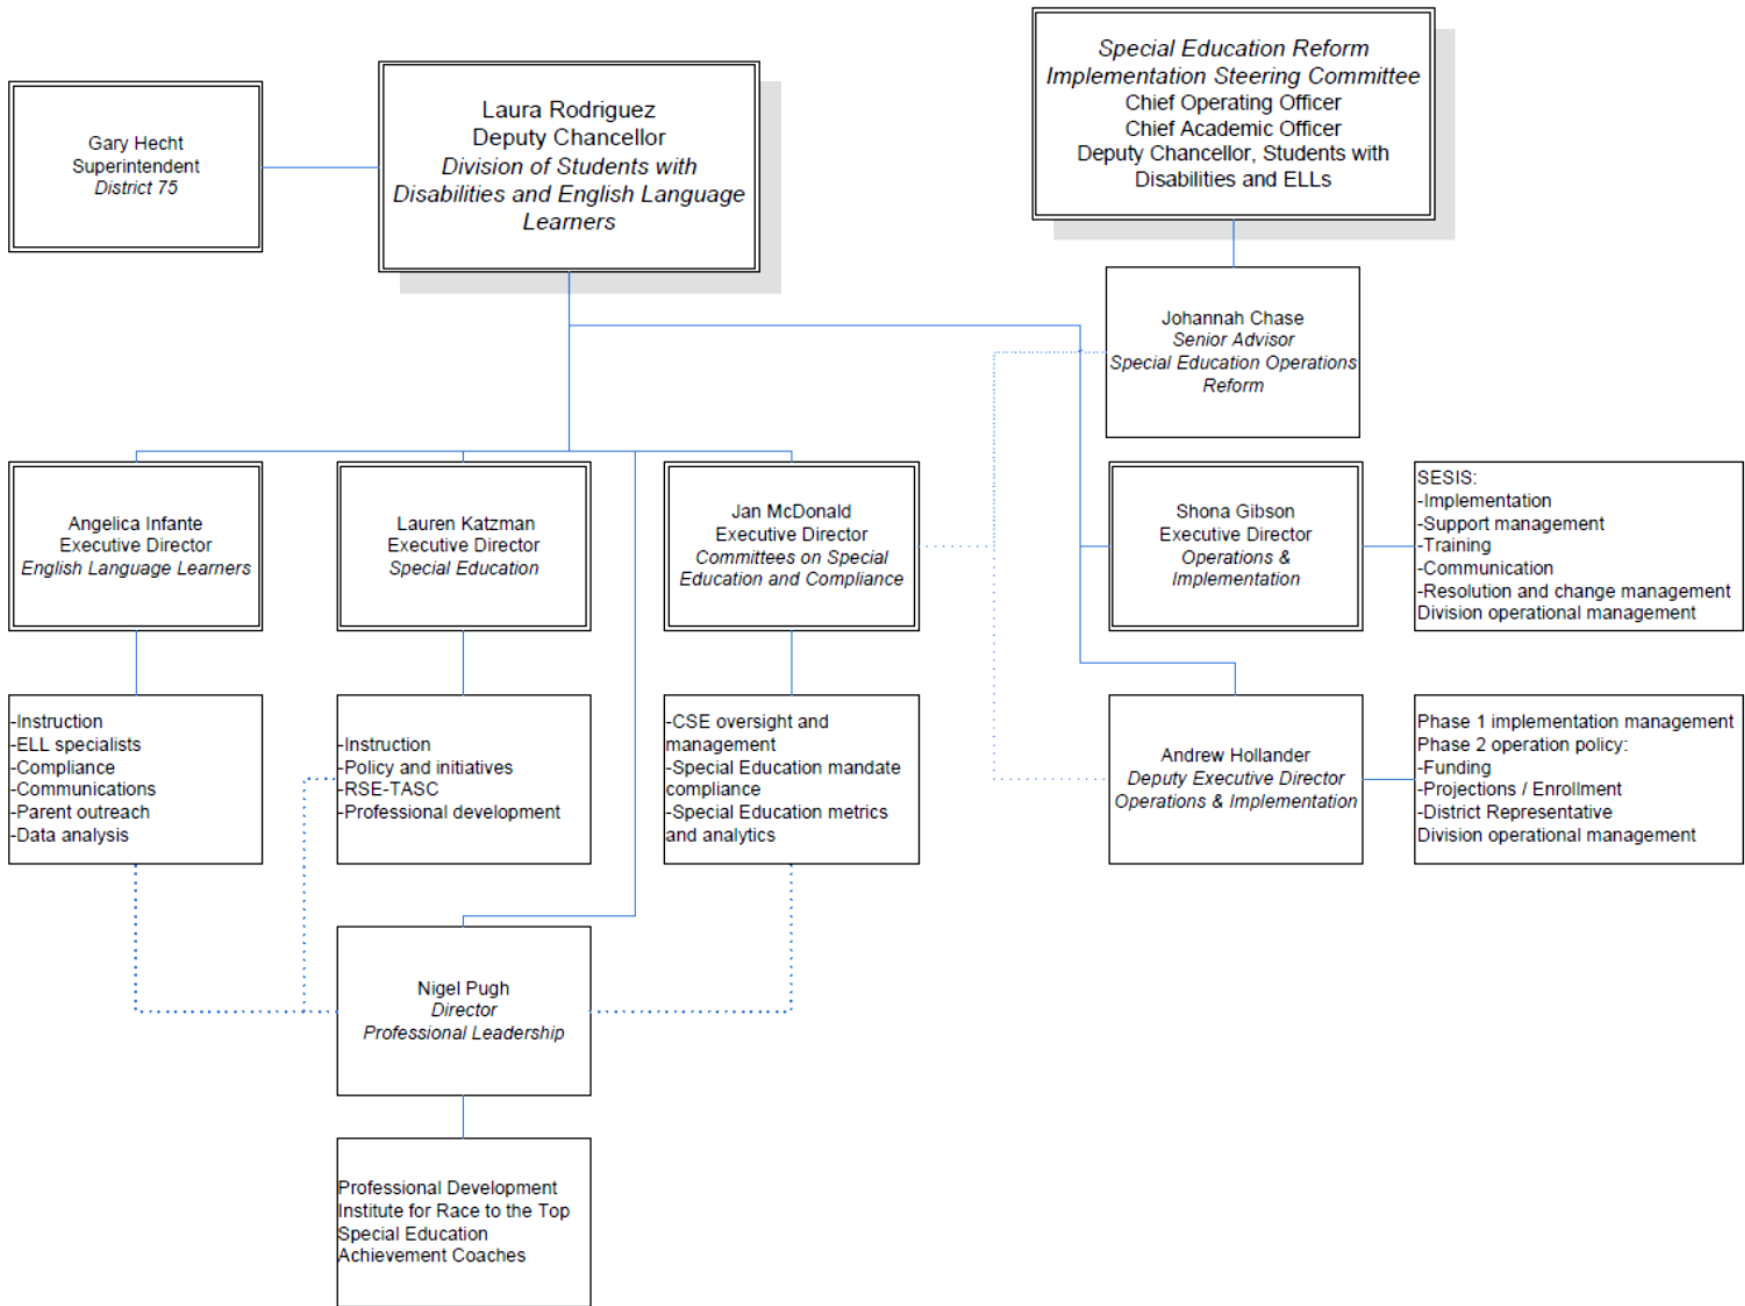 Gary Hecht
Superintendent
District 75
Laura Rodriguez
Deputy Chancellor
Division of Students with
Disabilities and English Language
Learners
Special Education Reform
Implementation Steering Committee
Chief Operating Officer
Chief Academic Officer
Deputy Chancellor, Students with
Disabilities and ELLs
Johannah Chase
Senior Advisor
Special Education Operations
Reform
Angelica Infante
Executive Director
English Language Learners
Lauren Katzman
Executive Director
Special Education
Jan McDonald
Executive Director
Committees on Special
Education and Compliance
Shona Gibson
Executive Director
Operations &
Implementation
SESIS:
-Implementation
-Support management
-Training
-Communication
-Resolution and change management
Division operational management
-Instruction
-ELL specialists
-Compliance
-Communications
-Parent outreach
-Data analysis
-Instruction
-Policy and initiatives
-RSE-TASC
-Professional development
-CSE oversight and
management
-Special Education mandate
compliance
-Special Education metrics
and analytics
Andrew Hollander
Deputy Executive Director
Operations & Implementation
Phase 1 implementation management
Phase 2 operation policy:
-Funding
-Projections / Enrollment
-District Representative
Division operational management
Nigel Pugh
Director
Professional Leadership
Professional Development
Institute for Race to the Top
Special Education
Achievement Coaches